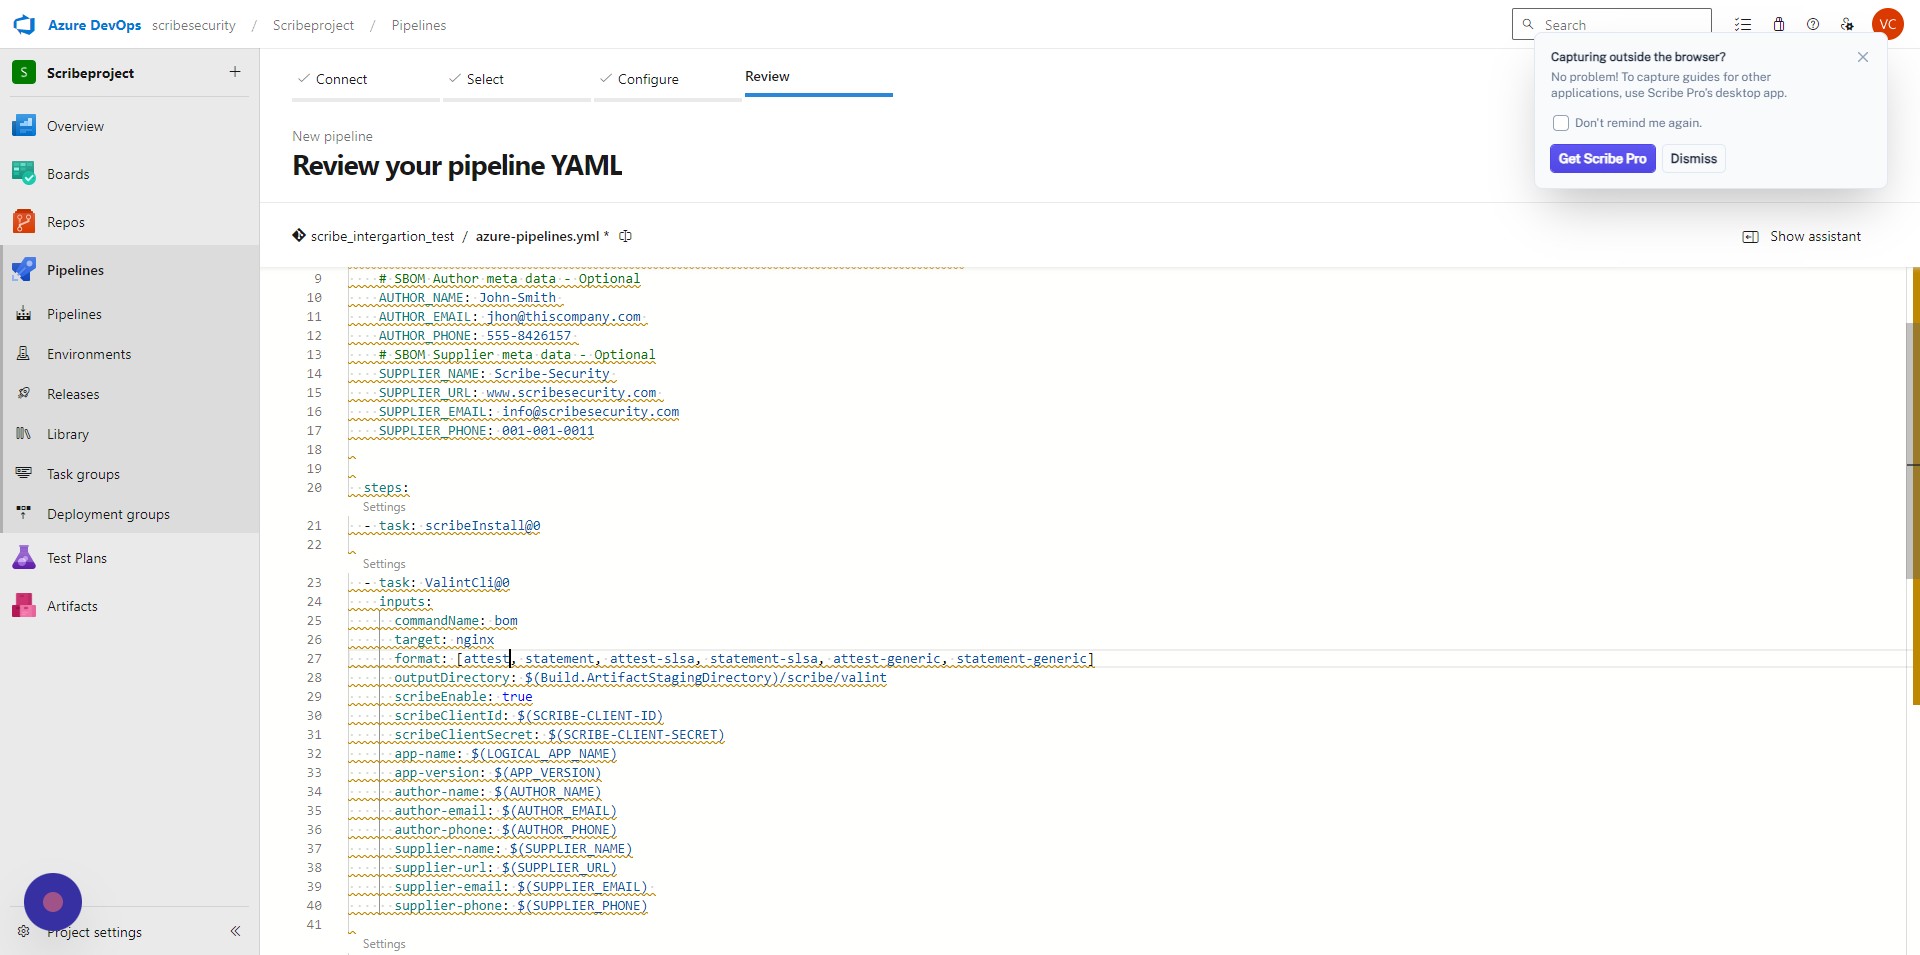 Azure DevOps scribesecurity / Scribeproject / Pipelines
Search
VC
S Scribeproject +
Overview
Boards
Repos
Pipelines
Pipelines
Environments
Releases
Library
Task groups
Deployment groups
Test Plans
Artifacts
Project settings
Connect Select Configure Review
New pipeline
Review your pipeline YAML
Capturing outside the browser?
No problem! To capture guides for other
applications, use Scribe Pro's desktop app.
Don't remind me again.
Get Scribe Pro Dismiss
scribe_intergartion_test / azure-pipelines.yml *
Show assistant
9 # SBOM Author meta data - Optional
10 AUTHOR_NAME: John-Smith
11 AUTHOR_EMAIL: jhon@thiscompany.com
12 AUTHOR_PHONE: 555-8426157
13 # SBOM Supplier meta data - Optional
14 SUPPLIER_NAME: Scribe-Security
15 SUPPLIER_URL: www.scribesecurity.com
16 SUPPLIER_EMAIL: info@scribesecurity.com
17 SUPPLIER_PHONE: 001-001-0011
18
19
20 steps:
Settings
21 - task: scribeInstall@0
22
Settings
23 - task: ValintCli@0
24 inputs:
25 commandName: bom
26 target: nginx
27 format: [attest, statement, attest-slsa, statement-slsa, attest-generic, statement-generic]
28 outputDirectory: $(Build.ArtifactStagingDirectory)/scribe/valint
29 scribeEnable: true
30 scribeClientId: $(SCRIBE-CLIENT-ID)
31 scribeClientSecret: $(SCRIBE-CLIENT-SECRET)
32 app-name: $(LOGICAL_APP_NAME)
33 app-version: $(APP_VERSION)
34 author-name: $(AUTHOR_NAME)
35 author-email: $(AUTHOR_EMAIL)
36 author-phone: $(AUTHOR_PHONE)
37 supplier-name: $(SUPPLIER_NAME)
38 supplier-url: $(SUPPLIER_URL)
39 supplier-email: $(SUPPLIER_EMAIL)
40 supplier-phone: $(SUPPLIER_PHONE)
41
Settings